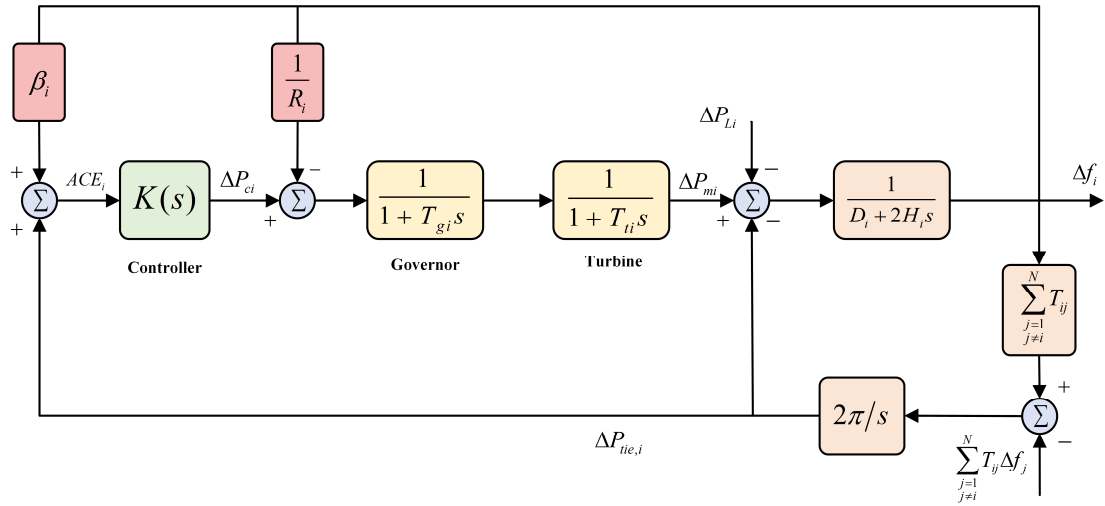 β_i
1
R_i
ΔP_Li
+
ACE_i
ΔP_ci
−
ΔP_mi
−
Δf_i
Σ
K(s)
Σ
1
1 + T_gi s
1
1 + T_ti s
Σ
1
D_i + 2H_i s
+
+
+
−
Controller
Governor
Turbine
N
∑ T_ij
j=1
j≠i
+
2π/s
Σ
−
ΔP_tie,i
N
∑ T_ij Δf_j
j=1
j≠i